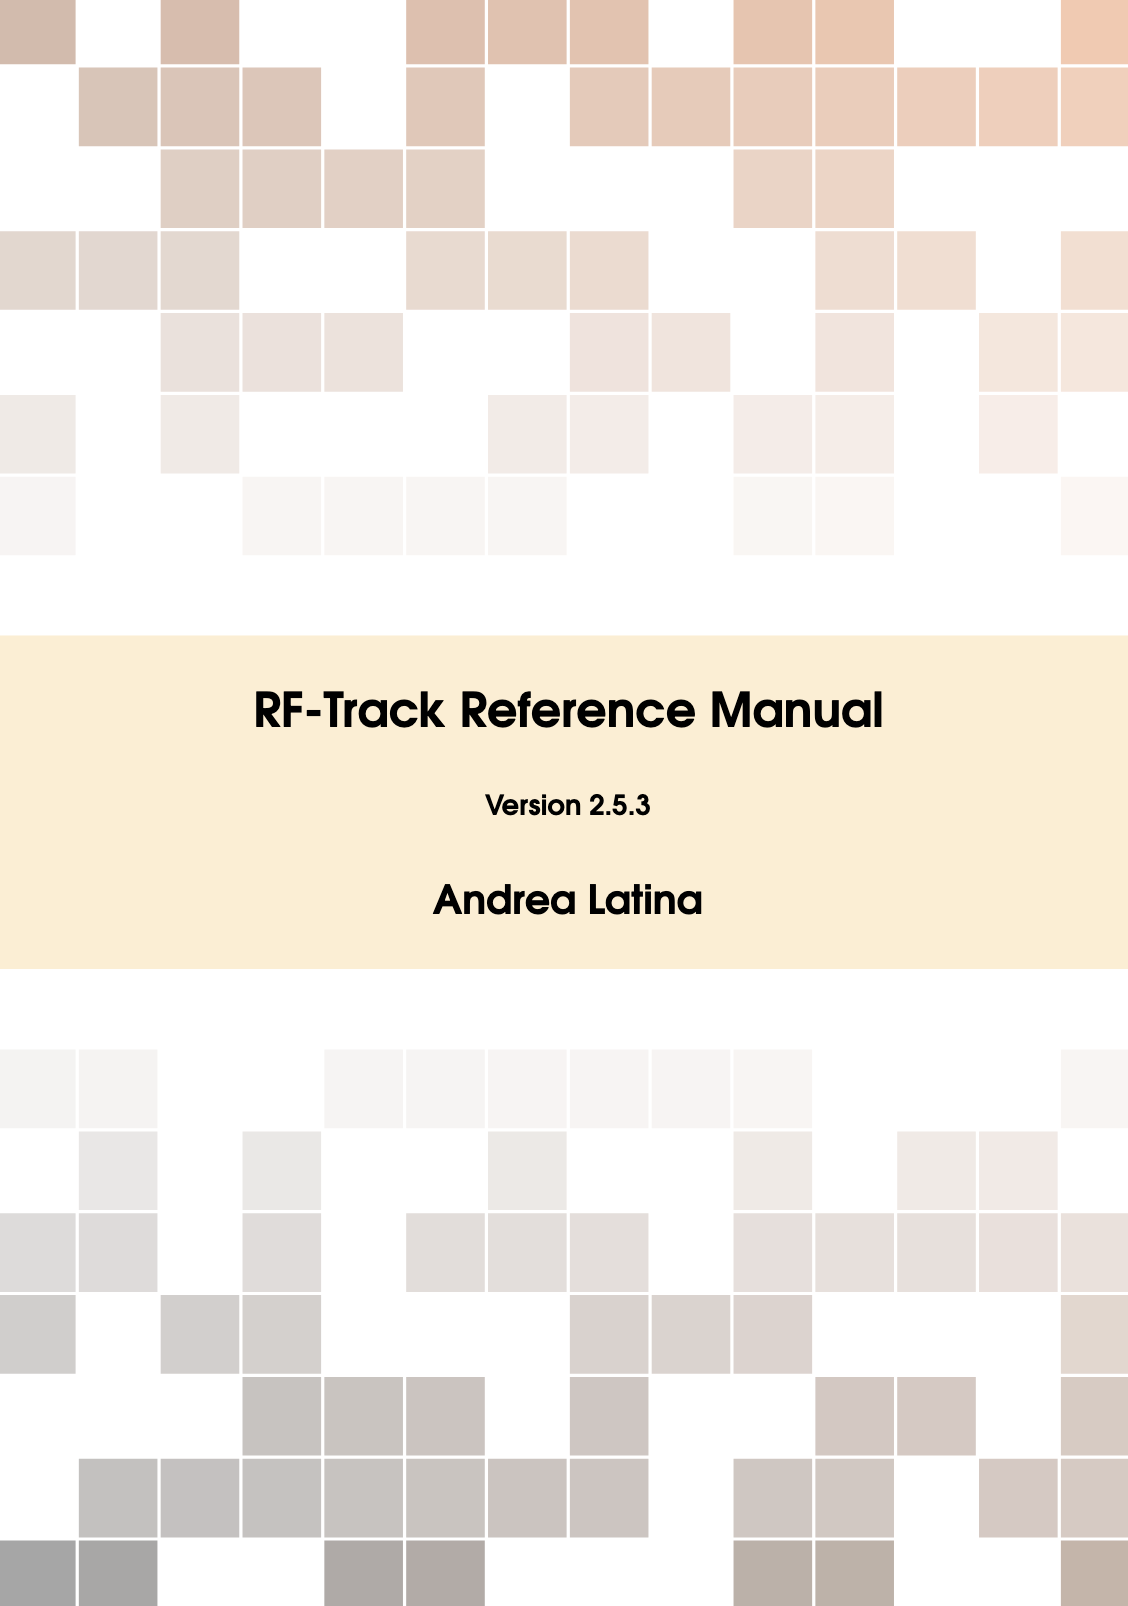 RF-Track Reference Manual
Version 2.5.3
Andrea Latina